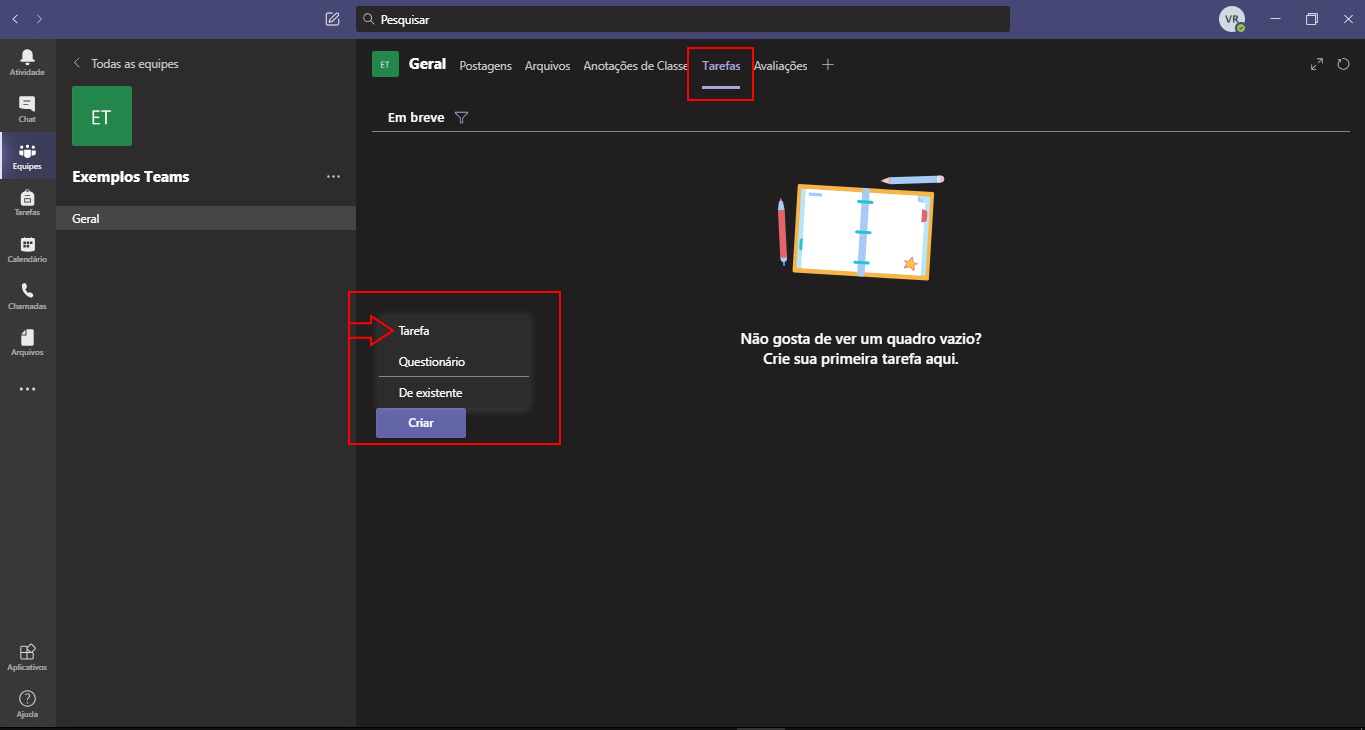 Pesquisar
VR
Atividade
Chat
Equipes
Tarefas
Calendário
Chamadas
Arquivos
Aplicativos
Ajuda
Todas as equipes
ET
Exemplos Teams
Geral
ET
Geral Postagens Arquivos Anotações de Classe Tarefas Avaliações
Em breve
Não gosta de ver um quadro vazio?
Crie sua primeira tarefa aqui.
Tarefa
Questionário
De existente
Criar